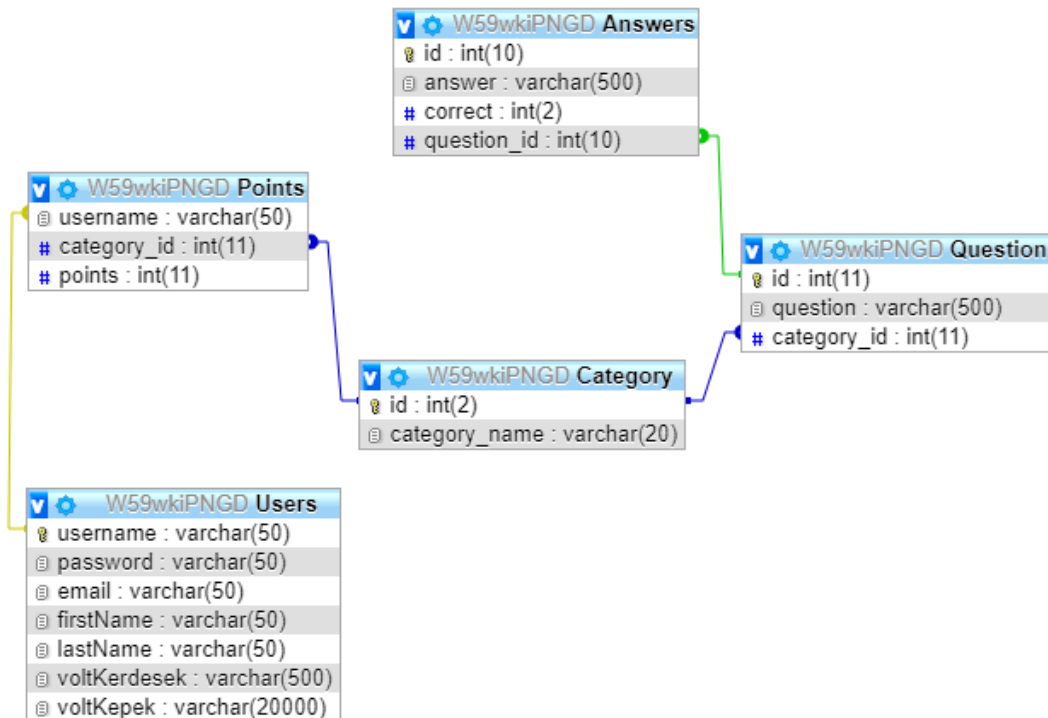 W59wkiPNGD Answers
id : int(10)
answer : varchar(500)
# correct : int(2)
# question_id : int(10)
W59wkiPNGD Points
username : varchar(50)
# category_id : int(11)
# points : int(11)
W59wkiPNGD Question
id : int(11)
question : varchar(500)
# category_id : int(11)
W59wkiPNGD Category
id : int(2)
category_name : varchar(20)
W59wkiPNGD Users
username : varchar(50)
password : varchar(50)
email : varchar(50)
firstName : varchar(50)
lastName : varchar(50)
voltKerdesek : varchar(500)
voltKepek : varchar(20000)